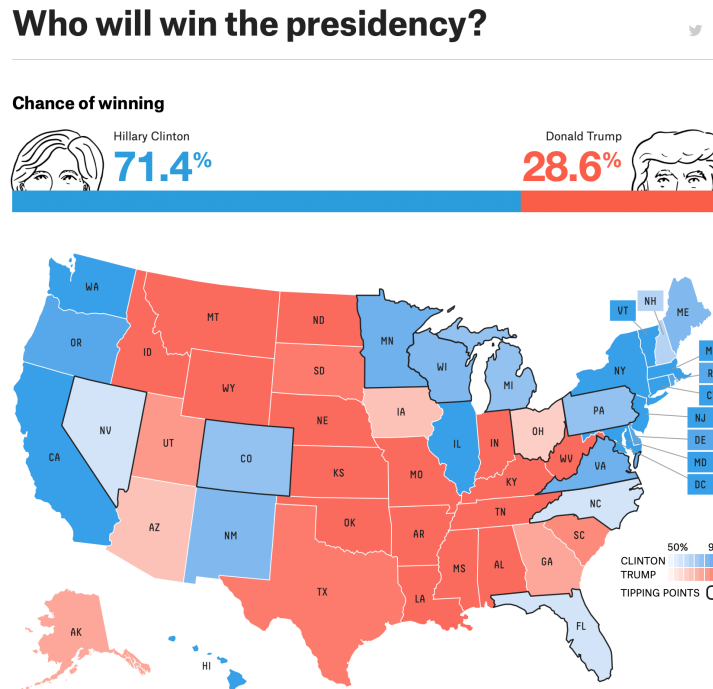 Who will win the presidency?
Chance of winning
Hillary Clinton
Donald Trump
71.4%
28.6%
WA
MT
ND
VT
NH
ME
OR
ID
MN
WI
NY
M
SD
R
WY
MI
C
IA
PA
NE
NJ
NV
UT
CO
IL
IN
OH
DE
CA
KS
MO
WV
VA
MD
KY
DC
NC
AZ
NM
OK
TN
AR
SC
MS
AL
GA
50%
9
TX
LA
CLINTON
TRUMP
TIPPING POINTS
FL
AK
HI